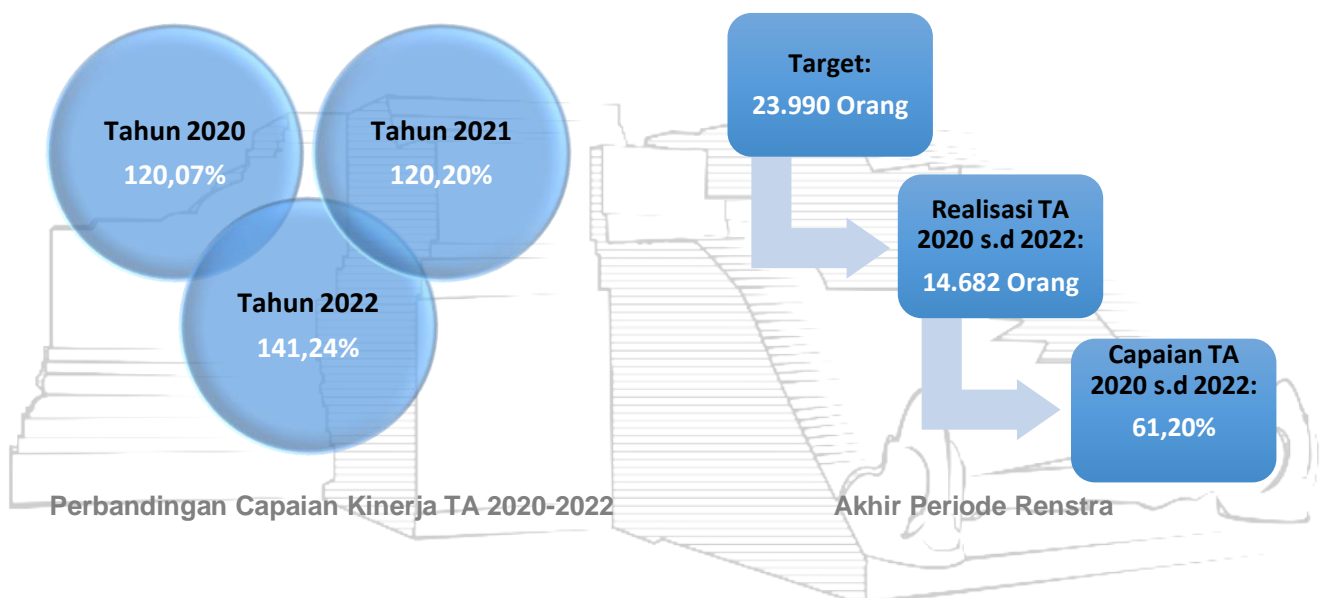 Tahun 2020
120,07%
Tahun 2021
120,20%
Tahun 2022
141,24%
Perbandingan Capaian Kinerja TA 2020-2022
Target:
23.990 Orang
Realisasi TA
2020 s.d 2022:
14.682 Orang
Capaian TA
2020 s.d 2022:
61,20%
Akhir Periode Renstra